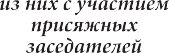 из них с участием
присяжных
заседателей